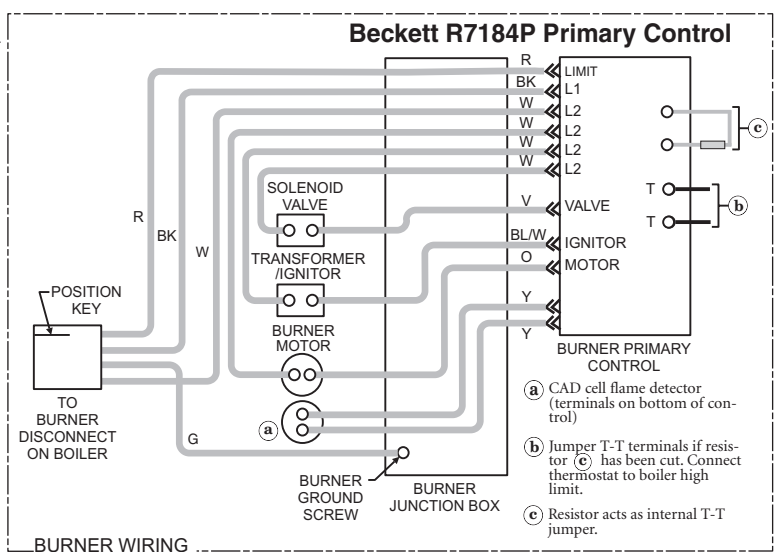 Beckett R7184P Primary Control
R
LIMIT
BK
L1
W
L2
W
L2
W
L2
W
L2
c
SOLENOID
VALVE
V
VALVE
T
T
b
R
BK
W
TRANSFORMER
/IGNITOR
BL/W
IGNITOR
O
MOTOR
POSITION
KEY
Y
Y
BURNER
MOTOR
BURNER PRIMARY
CONTROL
TO
BURNER
DISCONNECT
ON BOILER
a
G
BURNER
GROUND
SCREW
BURNER
JUNCTION BOX
a CAD cell flame detector
(terminals on bottom of con-
trol)
b Jumper T-T terminals if resis-
tor c has been cut. Connect
thermostat to boiler high
limit.
c Resistor acts as internal T-T
jumper.
BURNER WIRING